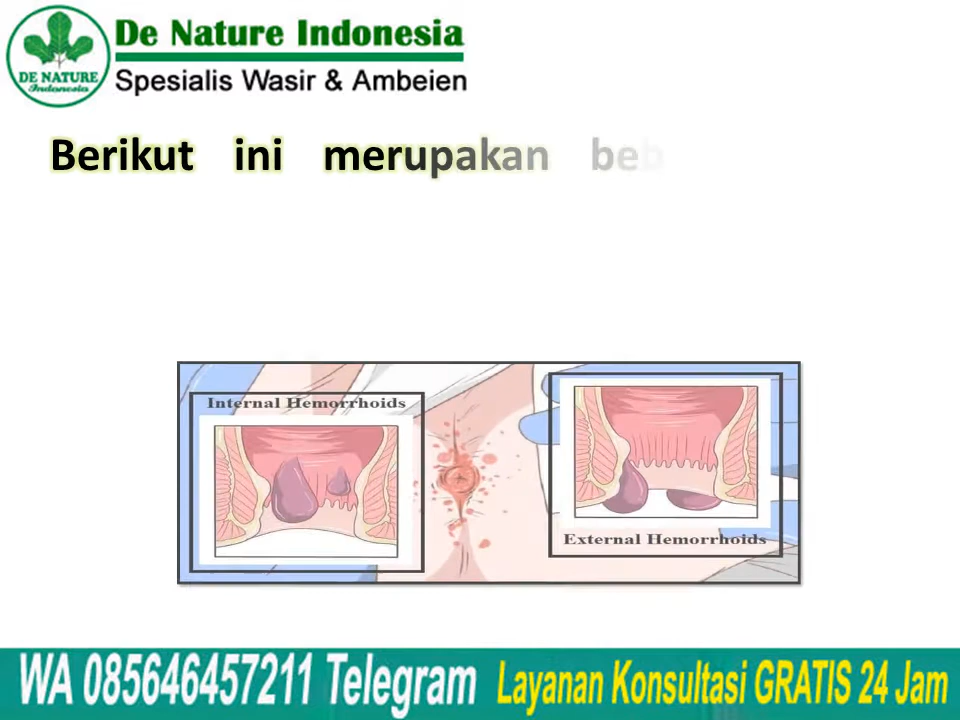 De Nature Indonesia
DE NATURE
Indonesia
Spesialis Wasir & Ambeien
Berikut ini merupakan
Internal Hemorrhoids
External Hemorrhoids
WA 085646457211 Telegram Layanan Konsultasi GRATIS 24 Jam